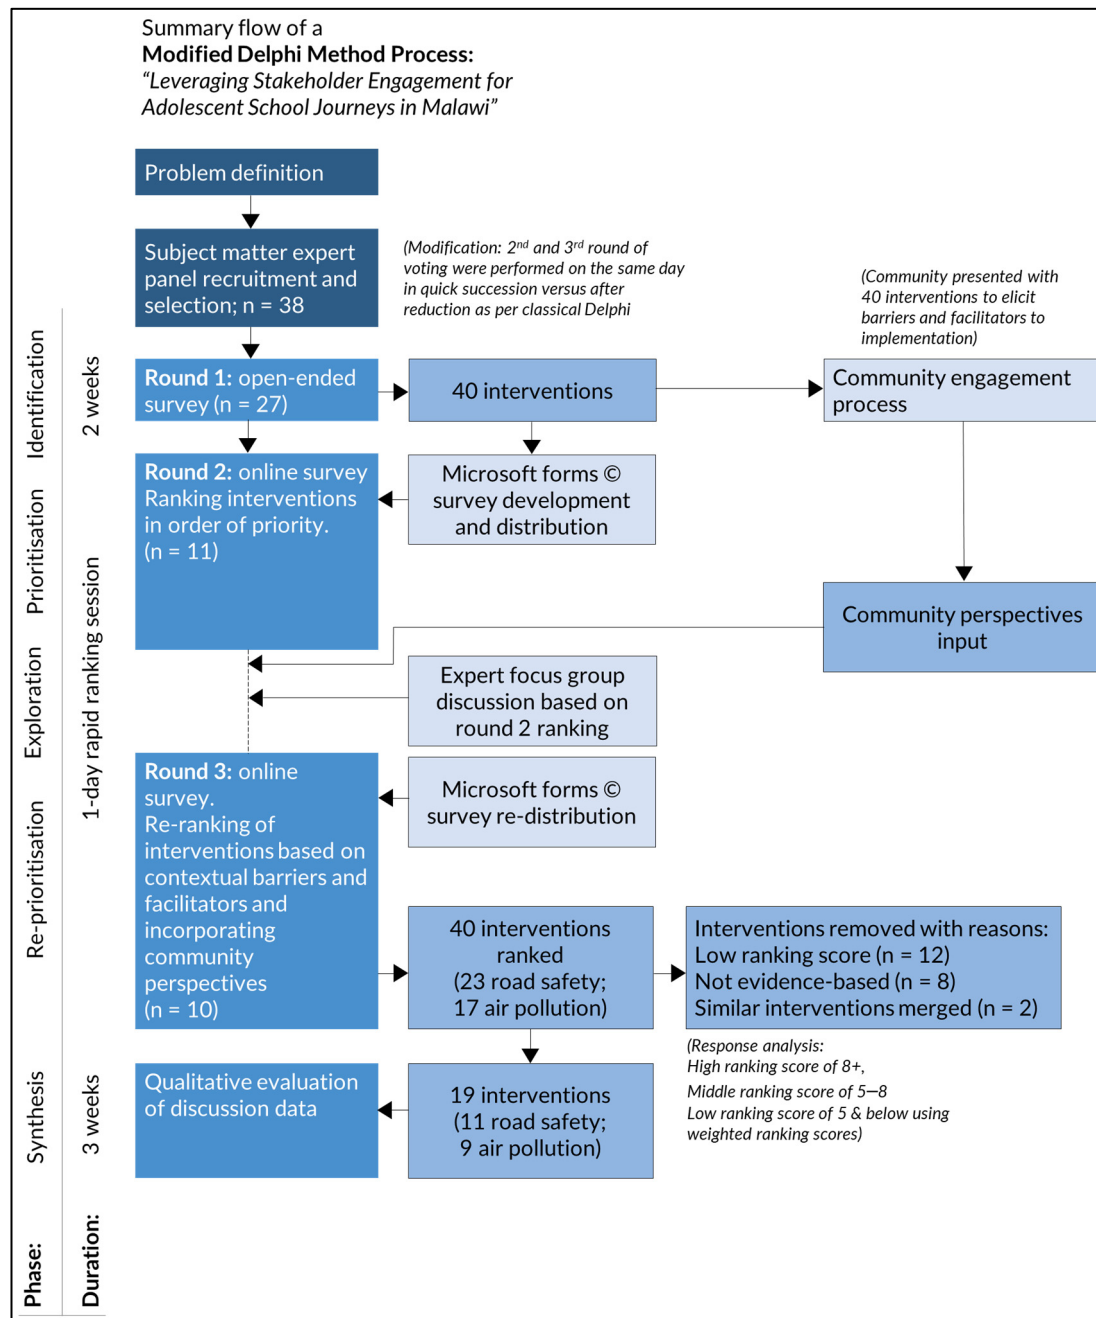 Summary flow of a
Modified Delphi Method Process:
“Leveraging Stakeholder Engagement for
Adolescent School Journeys in Malawi”
Problem definition
Subject matter expert
panel recruitment and
selection; n = 38
(Modification: 2nd and 3rd round of
voting were performed on the same day
in quick succession versus after
reduction as per classical Delphi
(Community presented with
40 interventions to elicit
barriers and facilitators to
implementation)
Round 1: open-ended
survey (n = 27)
40 interventions
Community engagement
process
Round 2: online survey
Ranking interventions
in order of priority.
(n = 11)
Microsoft forms ©
survey development
and distribution
Community perspectives
input
Expert focus group
discussion based on
round 2 ranking
Round 3: online
survey.
Re-ranking of
interventions based on
contextual barriers and
facilitators and
incorporating
community
perspectives
(n = 10)
Microsoft forms ©
survey re-distribution
40 interventions
ranked
(23 road safety;
17 air pollution)
Interventions removed with reasons:
Low ranking score (n = 12)
Not evidence-based (n = 8)
Similar interventions merged (n = 2)
(Response analysis:
High ranking score of 8+,
Middle ranking score of 5–8
Low ranking score of 5 & below using
weighted ranking scores)
Qualitative evaluation
of discussion data
19 interventions
(11 road safety;
9 air pollution)
Phase:
Synthesis
Re-prioritisation
Exploration
Prioritisation
Identification
Duration:
3 weeks
1-day rapid ranking session
2 weeks